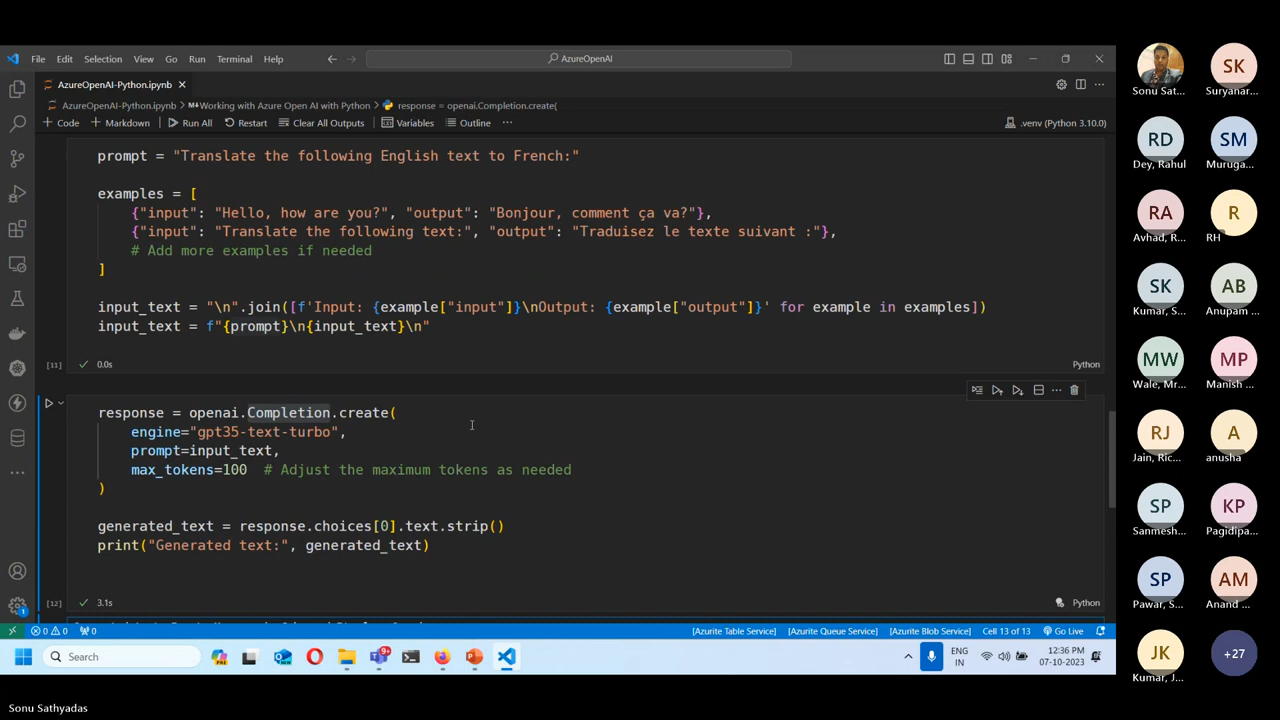 File Edit Selection View Go Run Terminal Help
AzureOpenAI
AzureOpenAI-Python.ipynb
AzureOpenAI-Python.ipynb > M↓Working with Azure Open AI with Python > response = openai.Completion.create(
+ Code + Markdown Run All Restart Clear All Outputs Variables Outline ...
.venv (Python 3.10.0)
prompt = "Translate the following English text to French:"
examples = [
{"input": "Hello, how are you?", "output": "Bonjour, comment ça va?"},
{"input": "Translate the following text:", "output": "Traduisez le texte suivant :"},
# Add more examples if needed
]
input_text = "\n".join([f'Input: {example["input"]}\nOutput: {example["output"]}' for example in examples])
input_text = f"{prompt}\n{input_text}\n"
[11] 0.0s Python
response = openai.Completion.create(
engine="gpt35-text-turbo",
prompt=input_text,
max_tokens=100 # Adjust the maximum tokens as needed
)
generated_text = response.choices[0].text.strip()
print("Generated text:", generated_text)
[12] 3.1s Python
0 0 0 [Azurite Table Service] [Azurite Queue Service] [Azurite Blob Service] Cell 13 of 13 Go Live
Search
9+
ENG
IN
12:36 PM
07-10-2023
Sonu Sathyadas
SK
Sonu Sat... Suryanar...
RD SM
Dey, Rahul Muruga...
RA R
Avhad, R... RH
SK AB
Kumar, S... Anupam ...
MW MP
Wale, Mr... Manish ...
RJ A
Jain, Ric... anusha
SP KP
Sanmesh... Pagidipa...
SP AM
Pawar, S... Anand ...
JK +27
Kumar, J...